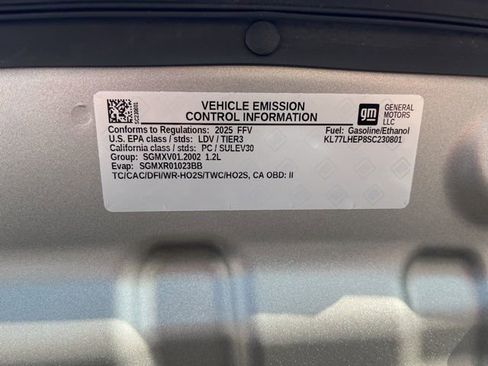 VEHICLE EMISSION
CONTROL INFORMATION
gm
GENERAL
MOTORS
LLC
Conforms to Regulations: 2025 FFV
Fuel: Gasoline/Ethanol
U.S. EPA class / stds: LDV / TIER3
KL77LHEP8SC230801
California class / stds: PC / SULEV30
Group: SGMXV01.2002 1.2L
Evap: SGMXR01023BB
TC/CAC/DFI/WR-HO2S/TWC/HO2S, CA OBD: II